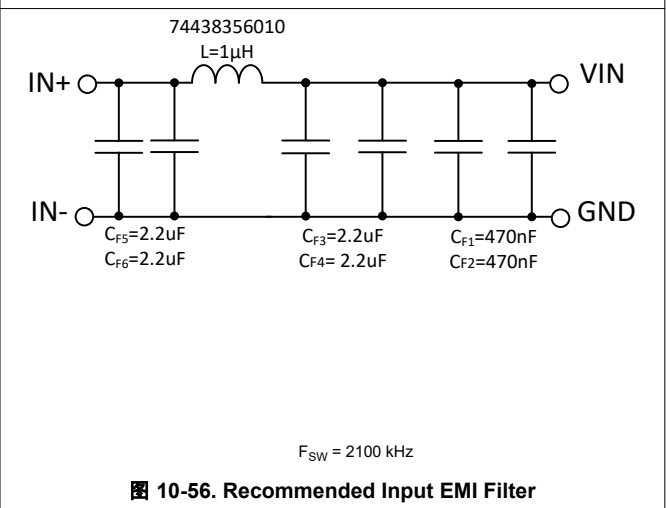 74438356010
L=1µH
IN+
VIN
IN-
GND
CF5=2.2uF
CF6=2.2uF
CF3=2.2uF
CF4= 2.2uF
CF1=470nF
CF2=470nF
FSW = 2100 kHz
图 10-56. Recommended Input EMI Filter